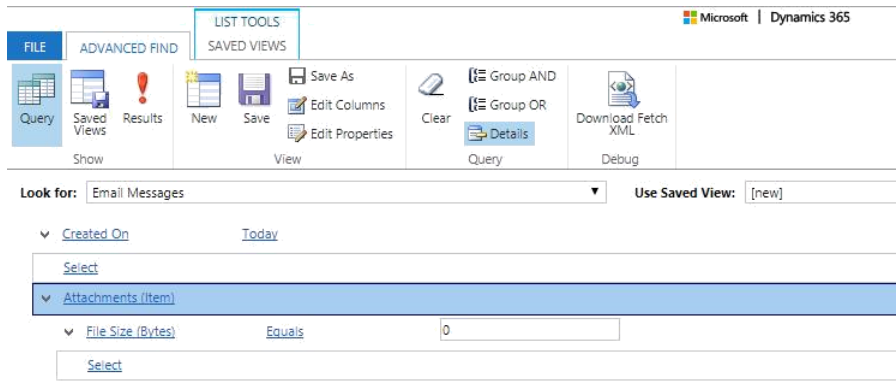 LIST TOOLS
Microsoft | Dynamics 365
FILE ADVANCED FIND SAVED VIEWS
Query
Saved Views
Results
New
Save
Save As
Edit Columns
Edit Properties
Clear
Group AND
Group OR
Details
Download Fetch XML
Show View Query Debug
Look for: Email Messages Use Saved View: [new]
Created On Today
Select
Attachments (Item)
File Size (Bytes) Equals 0
Select